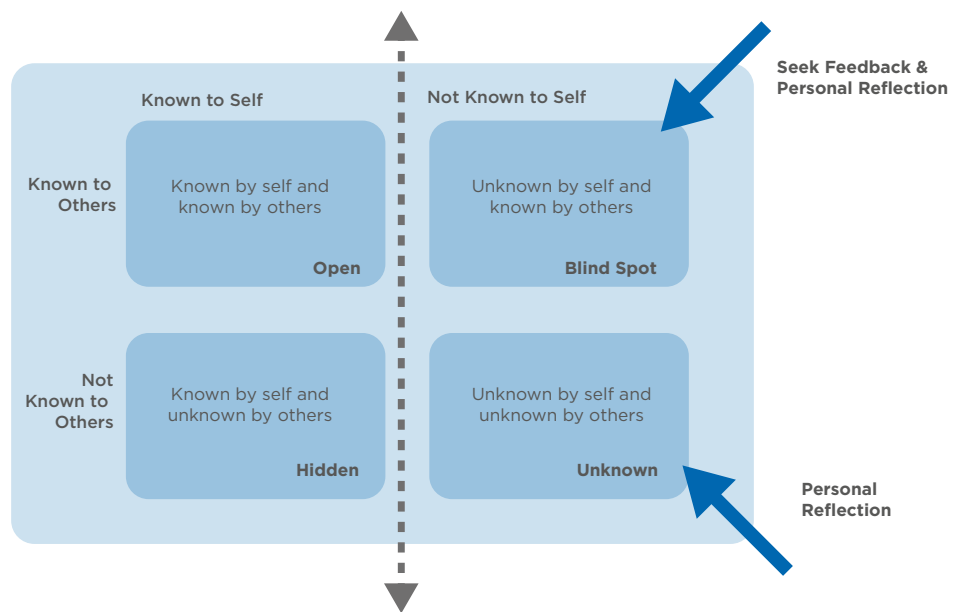 Seek Feedback &
Personal Reflection
Known to Self
Not Known to Self
Known to
Others
Known by self and
known by others
Open
Unknown by self and
known by others
Blind Spot
Not
Known to
Others
Known by self and
unknown by others
Hidden
Unknown by self and
unknown by others
Unknown
Personal
Reflection